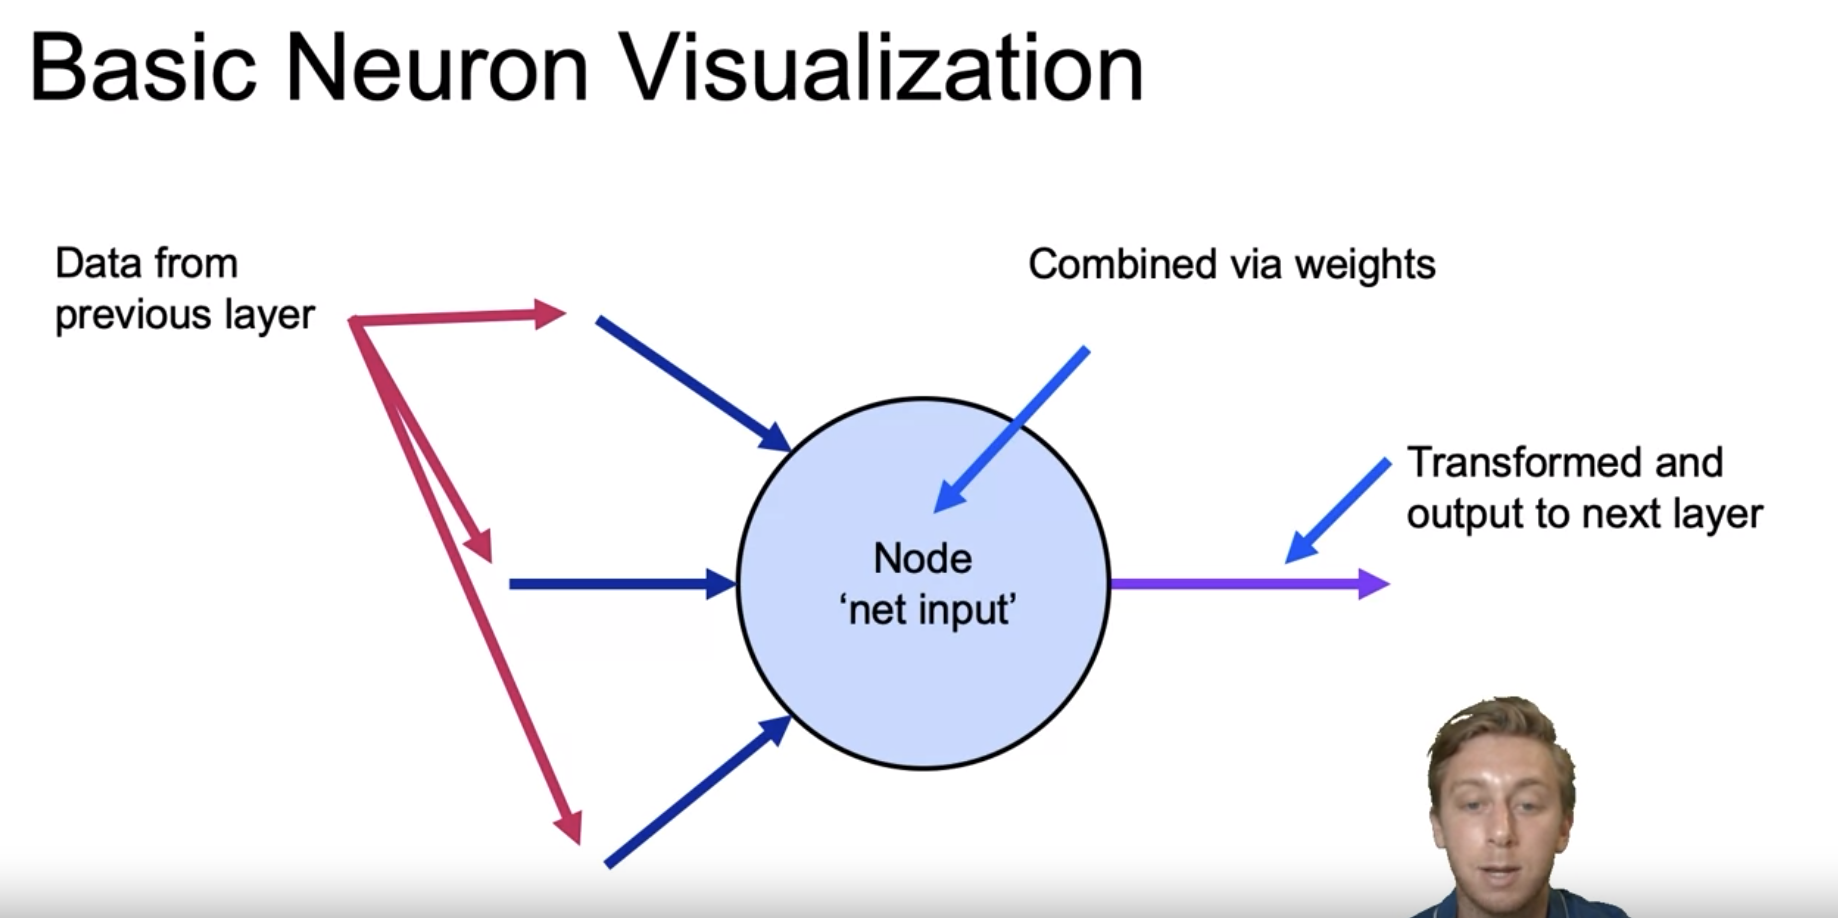 Basic Neuron Visualization
Data from
previous layer
Combined via weights
Transformed and
output to next layer
Node
‘net input’